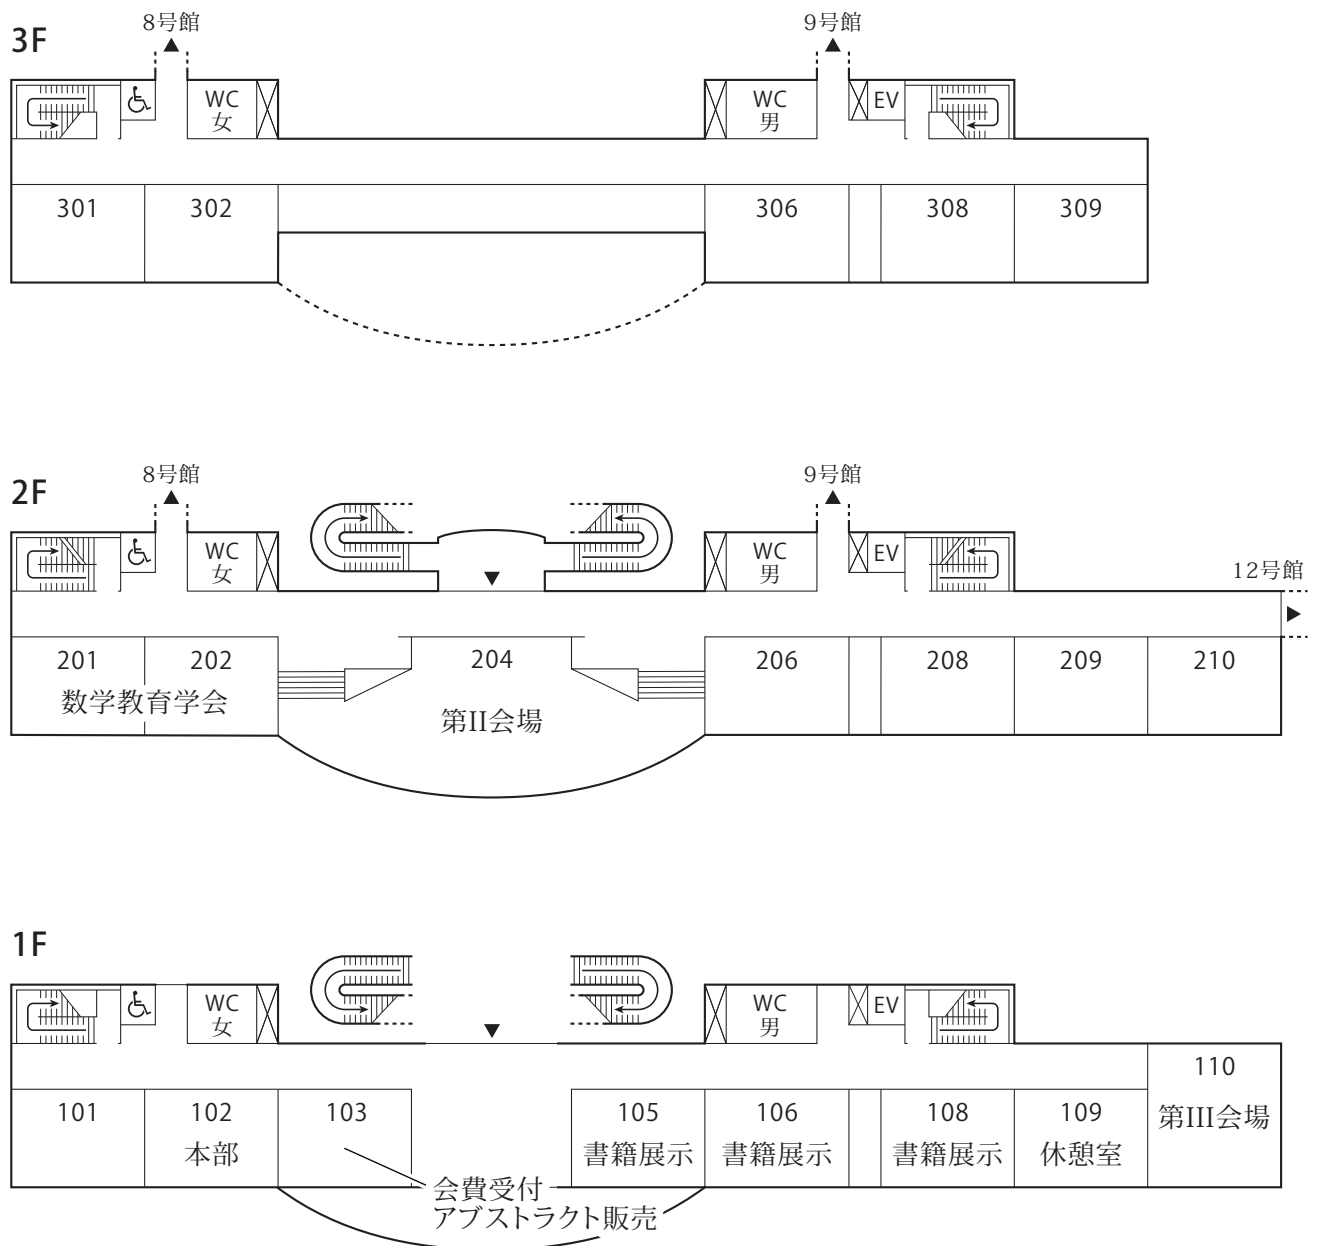 3F
8号館
9号館
WC
女
WC
男
EV
301
302
306
308
309
2F
8号館
9号館
WC
女
WC
男
EV
12号館
201
202
204
206
208
209
210
数学教育学会
第II会場
1F
WC
女
WC
男
EV
110
第III会場
101
102
103
105
106
108
109
本部
書籍展示
書籍展示
書籍展示
休憩室
会費受付
アブストラクト販売